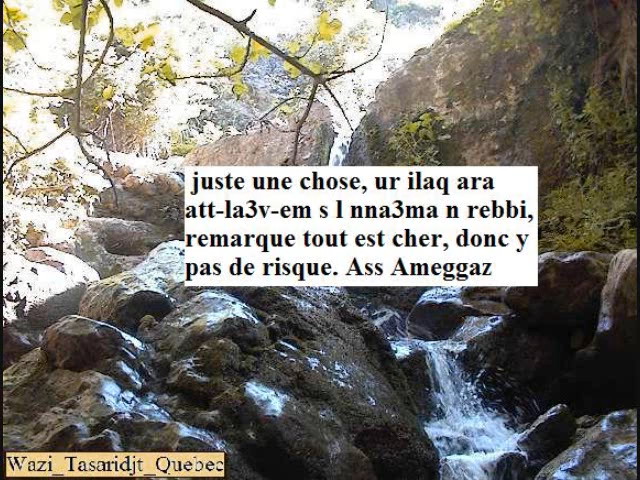 juste une chose, ur ilaq ara
att-la3v-em s l nna3ma n rebbi,
remarque tout est cher, donc y
pas de risque. Ass Ameggaz
Wazi_Tasaridjt_Quebec